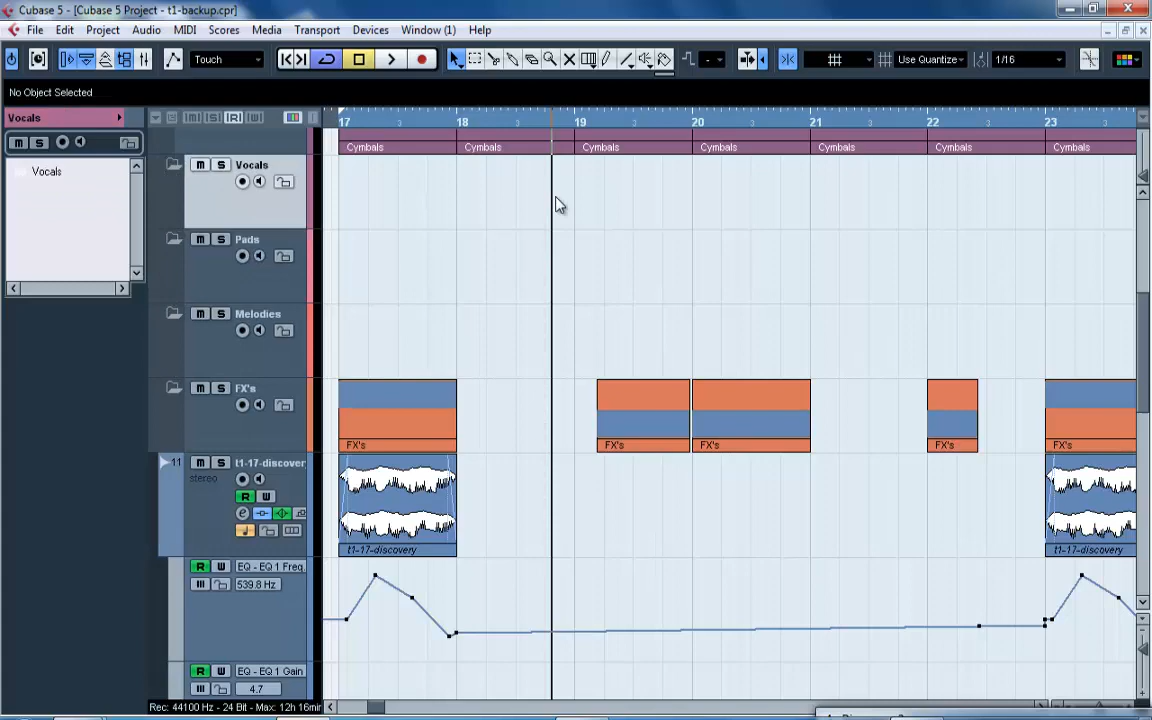 Cubase 5 - [Cubase 5 Project - t1-backup.cpr]
File Edit Project Audio MIDI Scores Media Transport Devices Window (1) Help
Touch - Use Quantize 1/16
No Object Selected
Vocals 17 18 19 20 21 22 23
Cymbals Cymbals Cymbals Cymbals Cymbals Cymbals Cymbals
m S
Vocals
m S Vocals
m S Pads
m S Melodies
m S FX's
FX's FX's FX's FX's FX's
11 m S t1-17-discover
stereo
R W
e
t1-17-discovery t1-17-discovery
R W EQ - EQ 1 Freq.
539.8 Hz
R W EQ - EQ 1 Gain
4.7
Rec: 44100 Hz - 24 Bit - Max: 12h 16min